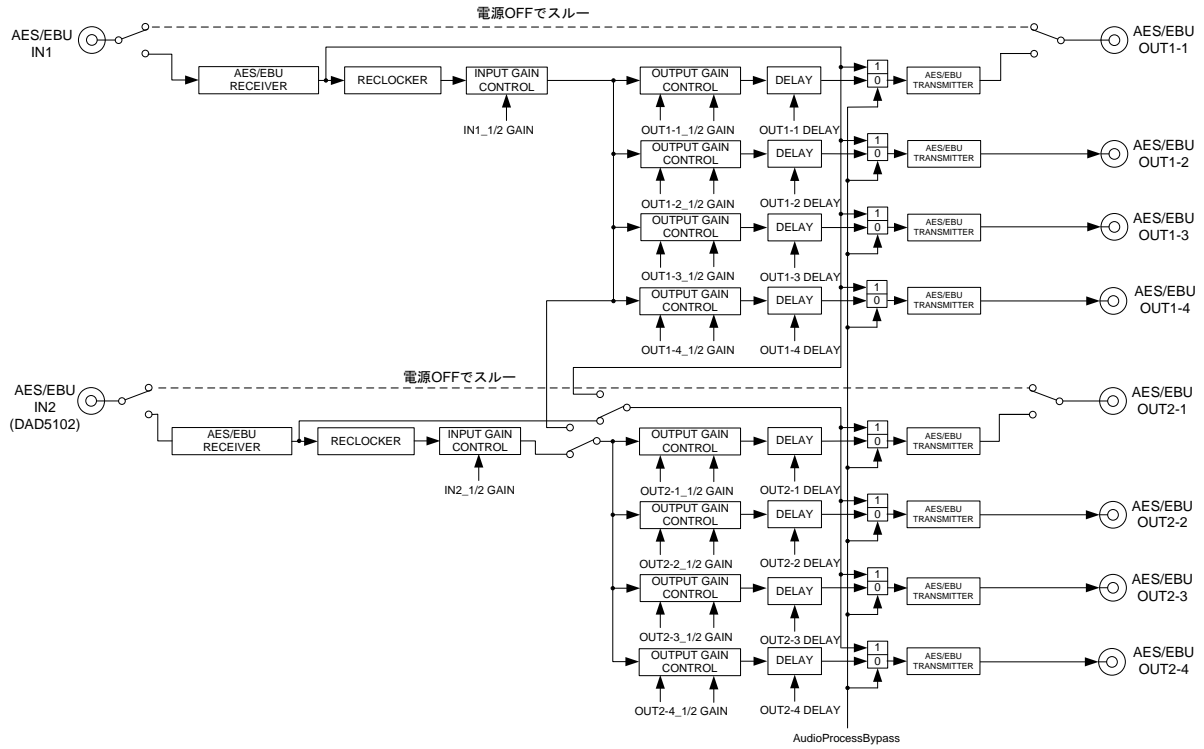 電源OFFでスルー
AES/EBU
IN1
AES/EBU
OUT1-1
AES/EBU
RECEIVER
RECLOCKER
INPUT GAIN
CONTROL
IN1_1/2 GAIN
OUTPUT GAIN
CONTROL
DELAY
1
0
AES/EBU
TRANSMITTER
OUT1-1_1/2 GAIN
OUT1-1 DELAY
OUTPUT GAIN
CONTROL
DELAY
1
0
AES/EBU
TRANSMITTER
AES/EBU
OUT1-2
OUT1-2_1/2 GAIN
OUT1-2 DELAY
OUTPUT GAIN
CONTROL
DELAY
1
0
AES/EBU
TRANSMITTER
AES/EBU
OUT1-3
OUT1-3_1/2 GAIN
OUT1-3 DELAY
OUTPUT GAIN
CONTROL
DELAY
1
0
AES/EBU
TRANSMITTER
AES/EBU
OUT1-4
OUT1-4_1/2 GAIN
OUT1-4 DELAY
電源OFFでスルー
AES/EBU
IN2
(DAD5102)
AES/EBU
OUT2-1
AES/EBU
RECEIVER
RECLOCKER
INPUT GAIN
CONTROL
IN2_1/2 GAIN
OUTPUT GAIN
CONTROL
DELAY
1
0
AES/EBU
TRANSMITTER
OUT2-1_1/2 GAIN
OUT2-1 DELAY
OUTPUT GAIN
CONTROL
DELAY
1
0
AES/EBU
TRANSMITTER
AES/EBU
OUT2-2
OUT2-2_1/2 GAIN
OUT2-2 DELAY
OUTPUT GAIN
CONTROL
DELAY
1
0
AES/EBU
TRANSMITTER
AES/EBU
OUT2-3
OUT2-3_1/2 GAIN
OUT2-3 DELAY
OUTPUT GAIN
CONTROL
DELAY
1
0
AES/EBU
TRANSMITTER
AES/EBU
OUT2-4
OUT2-4_1/2 GAIN
OUT2-4 DELAY
AudioProcessBypass